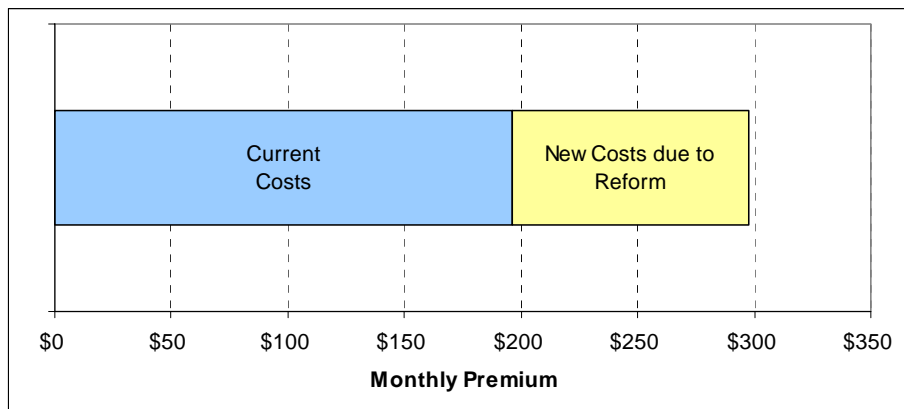 Current
Costs
New Costs due to
Reform
$0 $50 $100 $150 $200 $250 $300 $350
Monthly Premium